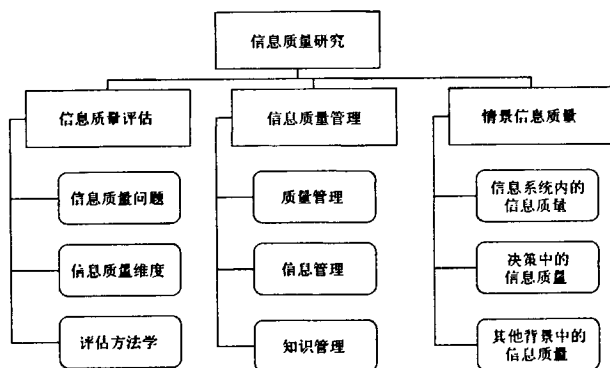 信息质量研究
信息质量评估
信息质量管理
情景信息质量
信息质量问题
质量管理
信息系统内的
信息质量
信息质量维度
信息管理
决策中的
信息质量
评估方法学
知识管理
其他背景中的
信息质量